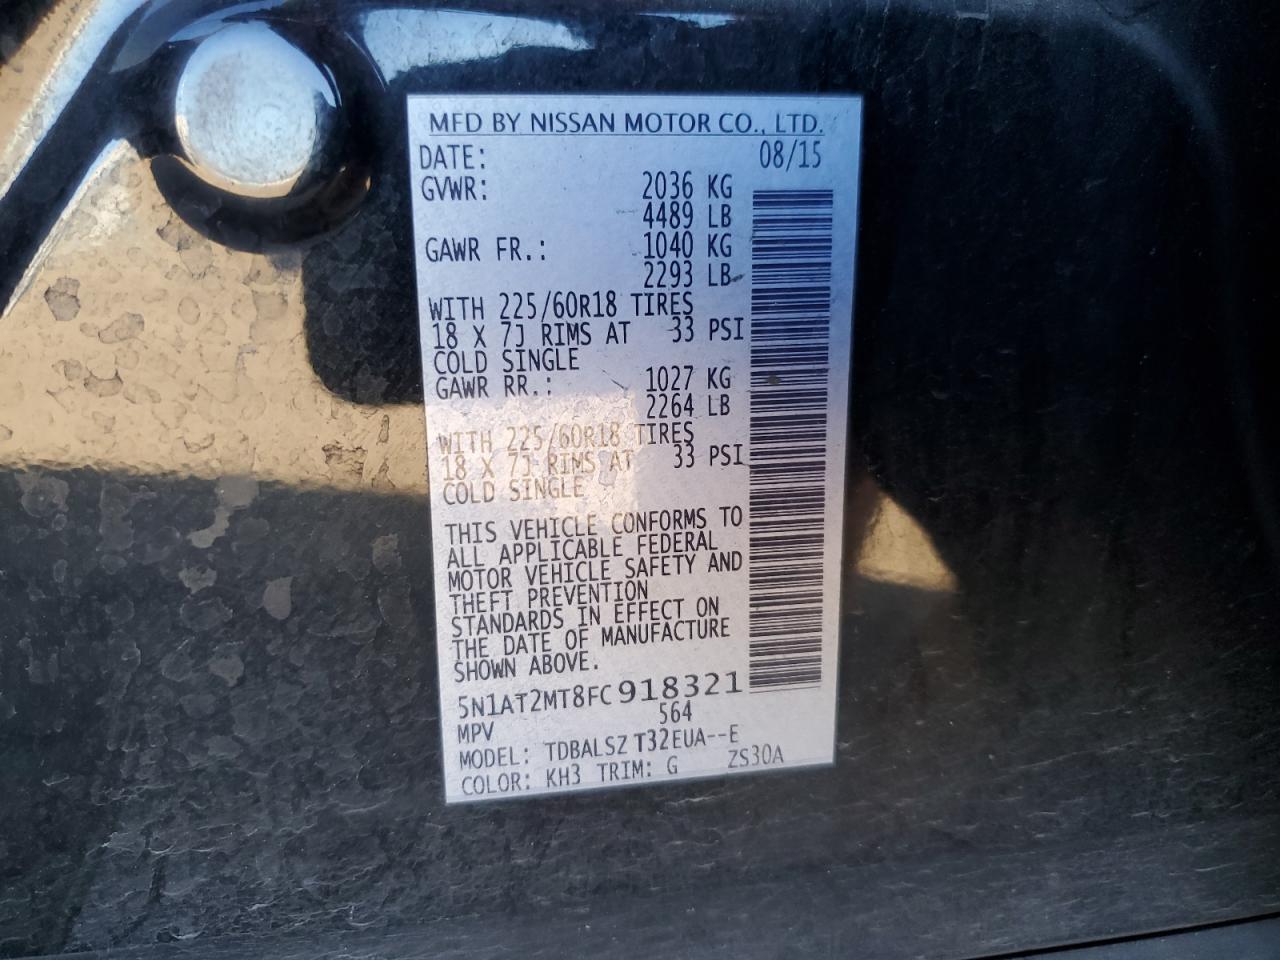 MFD BY NISSAN MOTOR CO., LTD.
DATE: 08/15
GVWR: 2036 KG
4489 LB
GAWR FR.: 1040 KG
2293 LB
WITH 225/60R18 TIRES
18 X 7J RIMS AT 33 PSI
COLD SINGLE
GAWR RR.: 1027 KG
2264 LB
WITH 225/60R18 TIRES
18 X 7J RIMS AT 33 PSI
COLD SINGLE
THIS VEHICLE CONFORMS TO
ALL APPLICABLE FEDERAL
MOTOR VEHICLE SAFETY AND
THEFT PREVENTION
STANDARDS IN EFFECT ON
THE DATE OF MANUFACTURE
SHOWN ABOVE.
5N1AT2MT8FC918321
MPV 564
MODEL: TDBALSZ T32EUA--E
COLOR: KH3 TRIM: G ZS30A